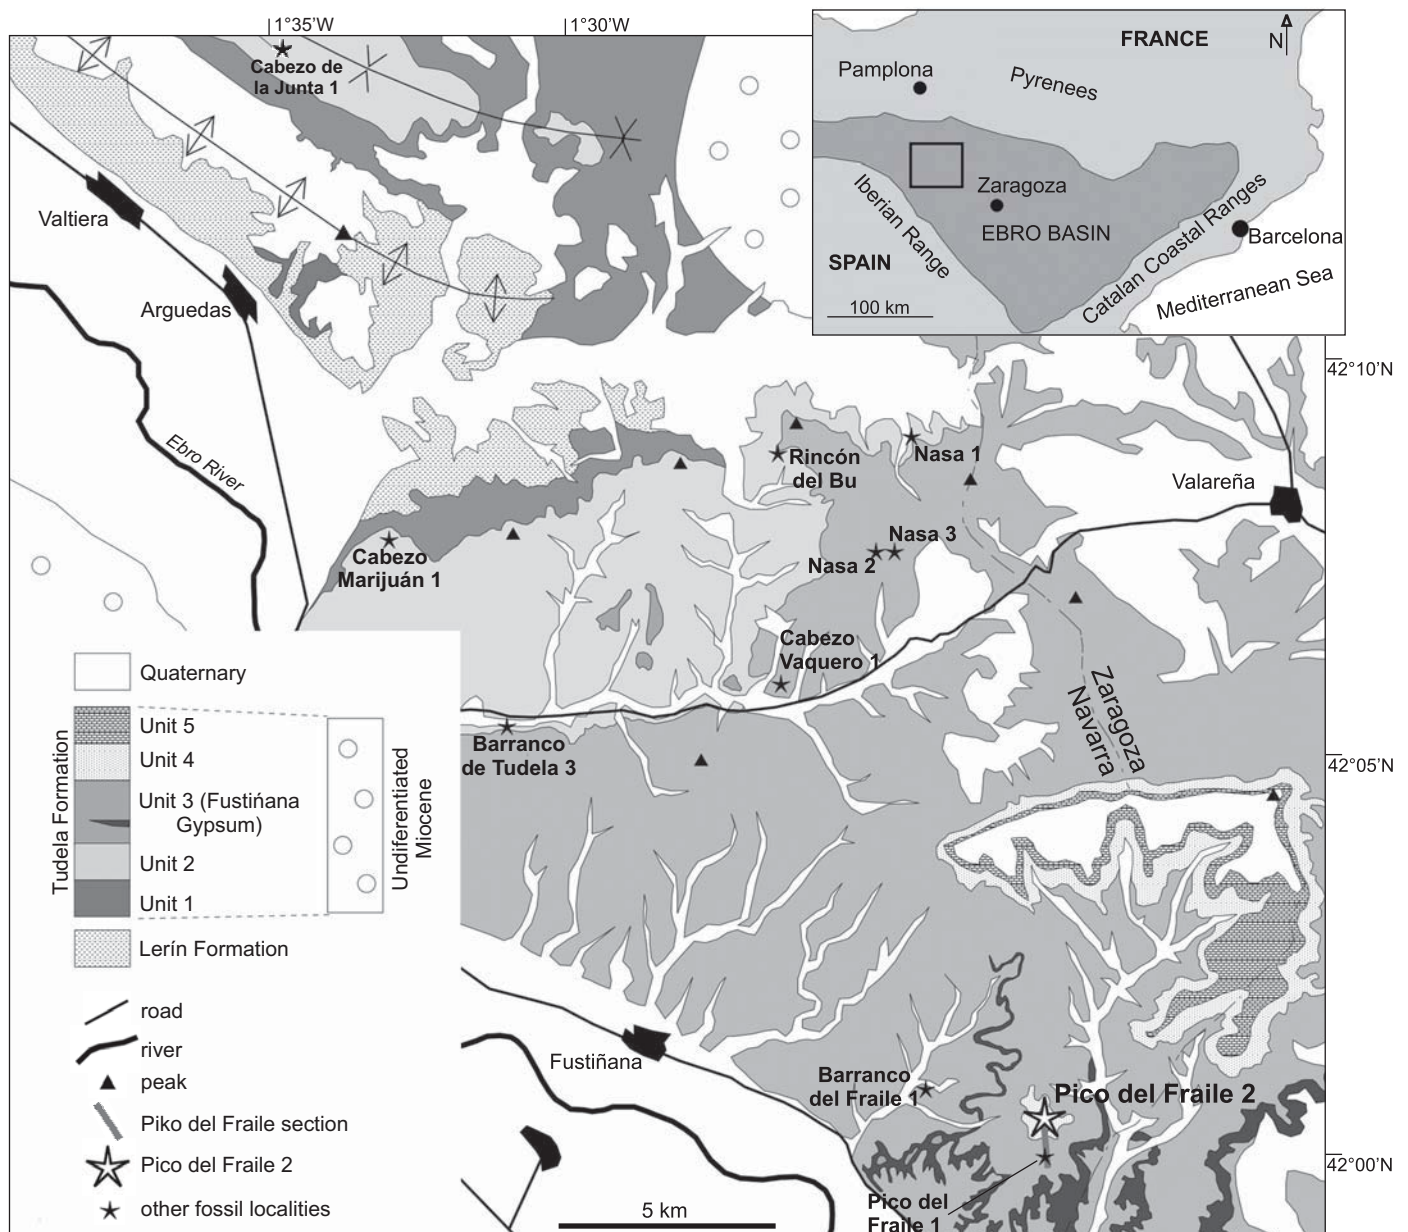 1°35'W
1°30'W
Cabezo de
la Junta 1
FRANCE
N
Pamplona
Pyrenees
Zaragoza
Iberian Range
EBRO BASIN
Catalan Coastal Ranges
Barcelona
SPAIN
Mediterranean Sea
100 km
Valtiera
Arguedas
42°10'N
Ebro River
Rincón
del Bu
Nasa 1
Valareña
Nasa 3
Nasa 2
Cabezo
Marijuán 1
Cabezo
Vaquero 1
Zaragoza
Navarra
Barranco
de Tudela 3
42°05'N
Quaternary
Tudela Formation
Unit 5
Unit 4
Unit 3 (Fustińana
Gypsum)
Unit 2
Unit 1
Undiferentiated
Miocene
Lerín Formation
road
river
peak
Piko del Fraile section
Pico del Fraile 2
other fossil localities
Fustiñana
Barranco
del Fraile 1
Pico del Fraile 2
42°00'N
Pico del
Fraile 1
5 km